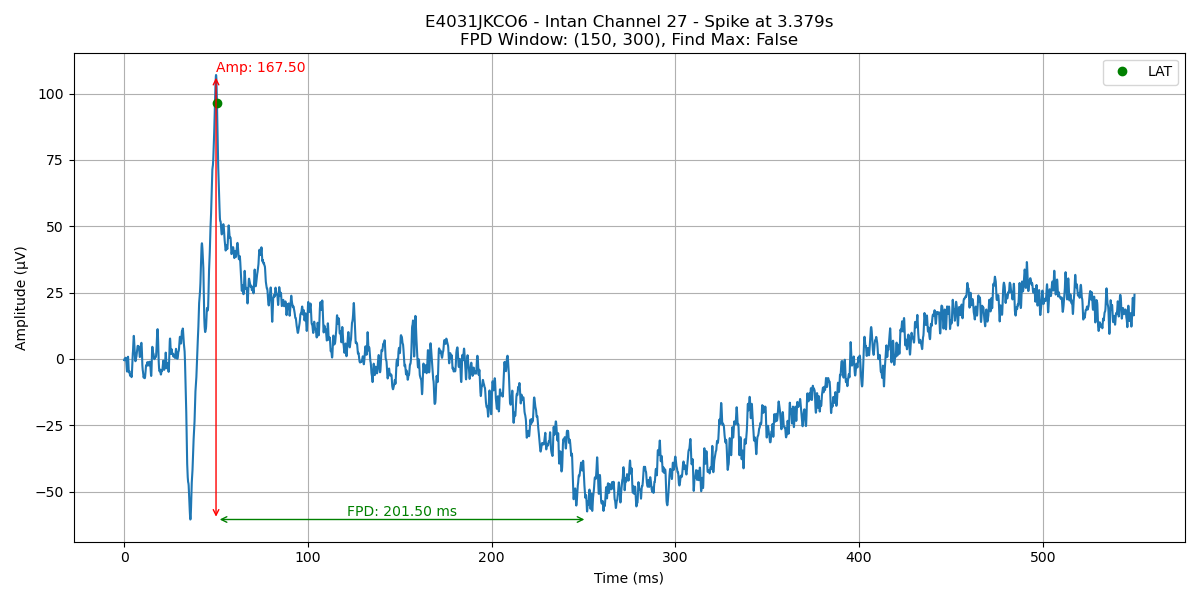 E4031JKCO6 - Intan Channel 27 - Spike at 3.379s
FPD Window: (150, 300), Find Max: False
Amp: 167.50
LAT
100
75
50
25
0
−25
−50
Amplitude (µV)
FPD: 201.50 ms
0 100 200 300 400 500
Time (ms)